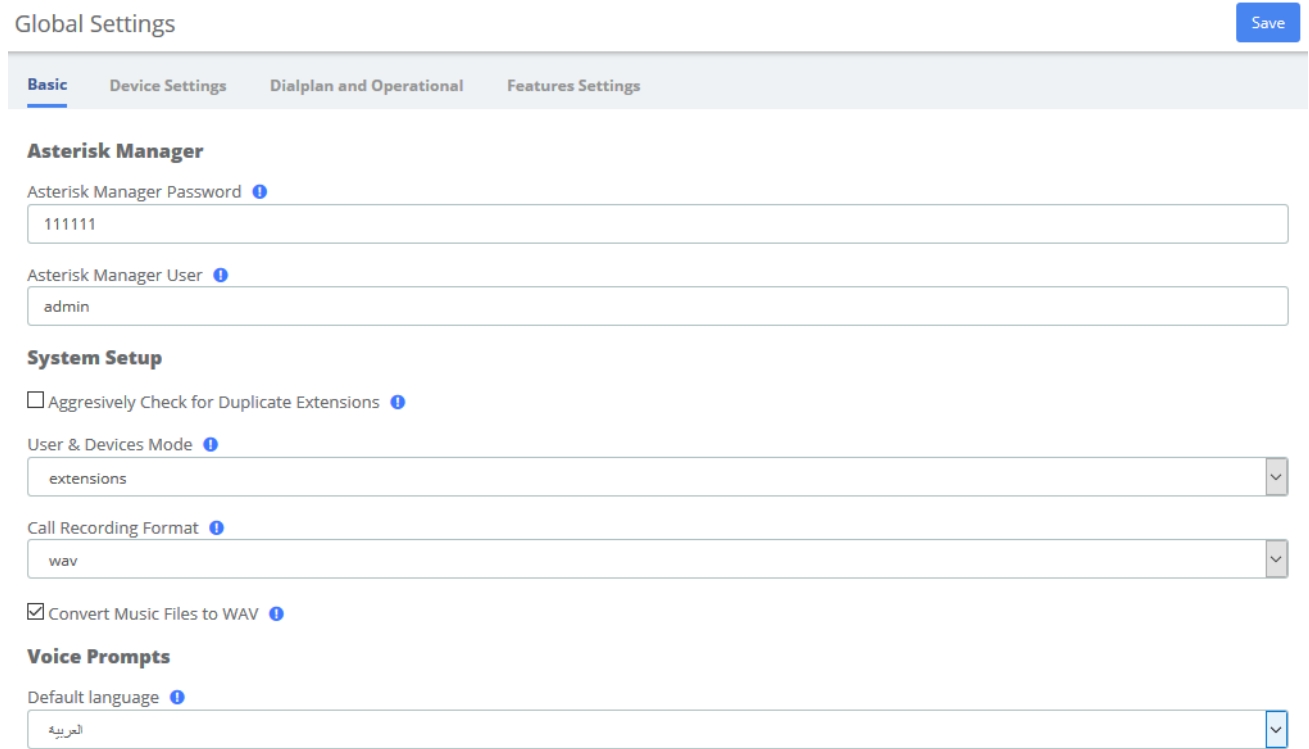 Global Settings
Save
Basic Device Settings Dialplan and Operational Features Settings
Asterisk Manager
Asterisk Manager Password
111111
Asterisk Manager User
admin
System Setup
Aggresively Check for Duplicate Extensions
User & Devices Mode
extensions
Call Recording Format
wav
Convert Music Files to WAV
Voice Prompts
Default language
العربية